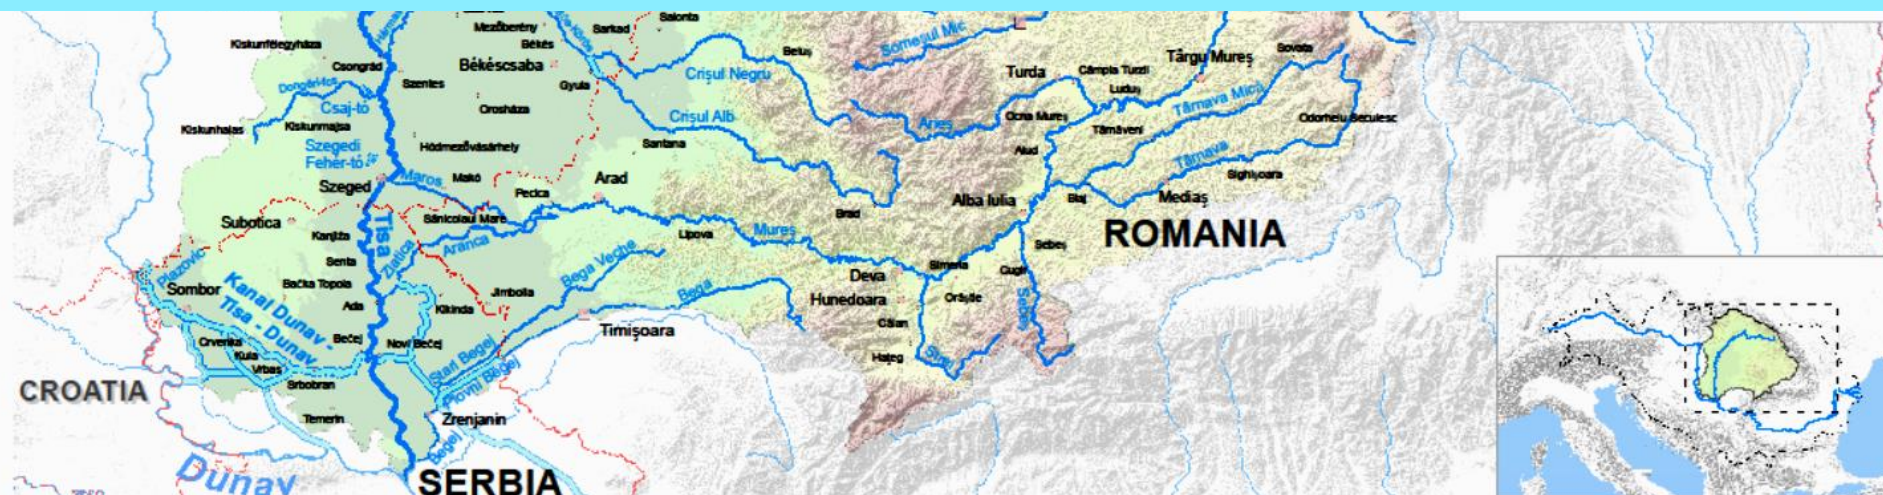 Salonta
Mezőberény
Sarkad
Békés
Kiskunfélegyháza
Csongrád
Békéscsaba
Szentes
Gyula
Beiuș
Someșul Mic
Crișul Negru
Turda
Câmpia Turzii
Târgu Mureș
Sovata
Luduș
Dongéri-fcs.
Csaj-tó
Orosháza
Crișul Alb
Arieș
Ocna Mureș
Târnava Mică
Odorheiu Secuiesc
Kiskunhalas
Kiskunmajsa
Târnăveni
Szegedi
Fehér-tó
Hódmezővásárhely
Santana
Aiud
Târnava
Szeged
Maros
Makó
Pecica
Arad
Sighișoara
Alba Iulia
Blaj
Mediaș
Subotica
Tisa
Sânnicolau Mare
Brad
Kanjiža
Zlatica
Aranca
Lipova
Mureș
ROMANIA
Sebeș
Plazovic
Senta
Bega Veche
Deva
Simeria
Cugir
Sombor
Kanal Dunav -
Tisa - Dunav
Bačka Topola
Ada
Kikinda
Jimbolia
Bega
Hunedoara
Orăștie
Sebeș
Timișoara
Călan
Crvenka
Bečej
Novi Bečej
Kula
Vrbas
Stari Begej
Hațeg
Strei
CROATIA
Srbobran
Plovni Begej
Temerin
Zrenjanin
Begej
Dunav
SERBIA